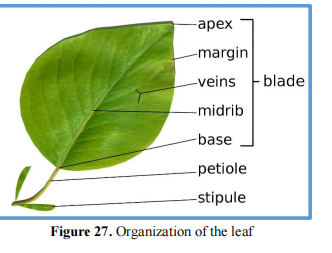 apex
margin
veins
blade
midrib
base
petiole
stipule
Figure 27. Organization of the leaf